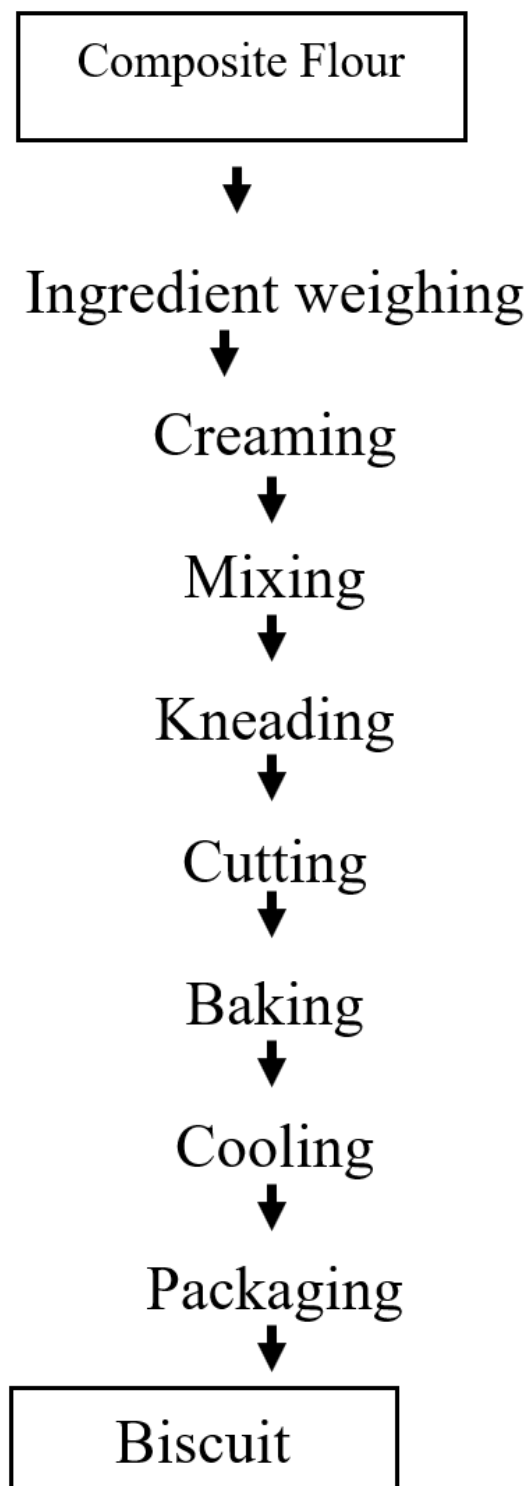 Composite Flour
Ingredient weighing
Creaming
Mixing
Kneading
Cutting
Baking
Cooling
Packaging
Biscuit